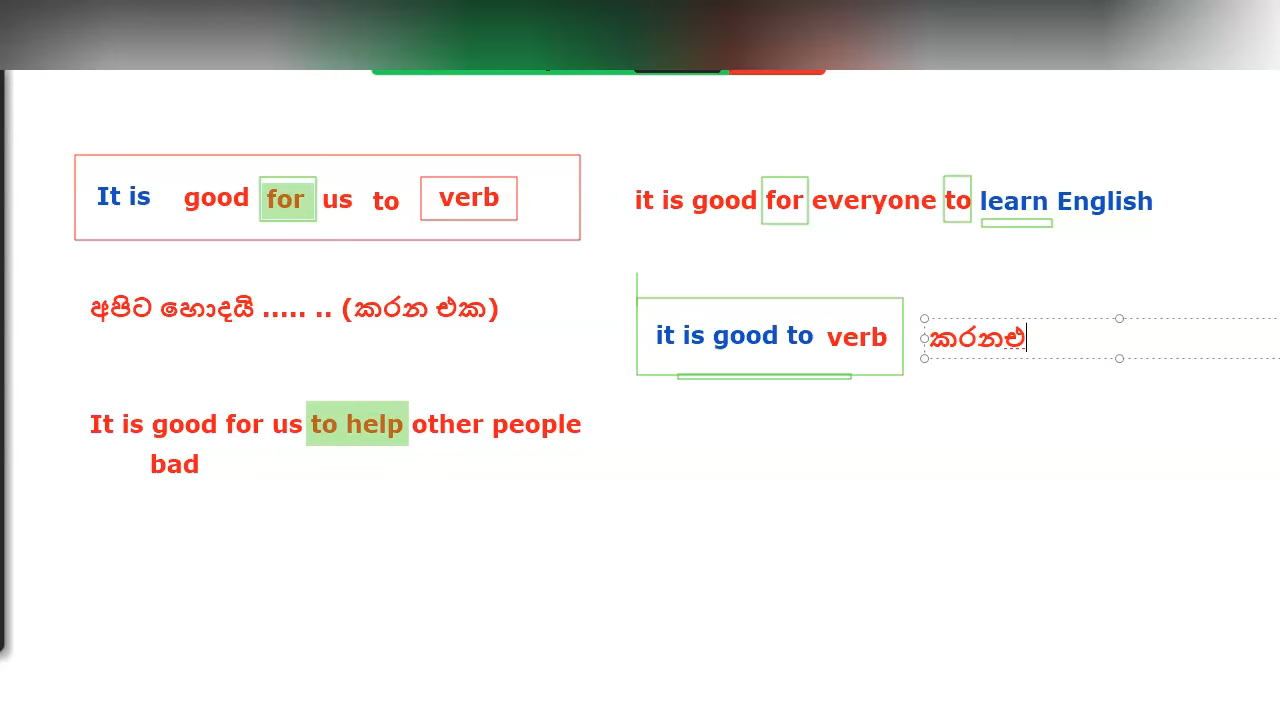 It is good for us to verb
අපිට හොදයි ..... .. (කරන එක)
It is good for us to help other people
bad
it is good for everyone to learn English
it is good to verb
කරනඑ